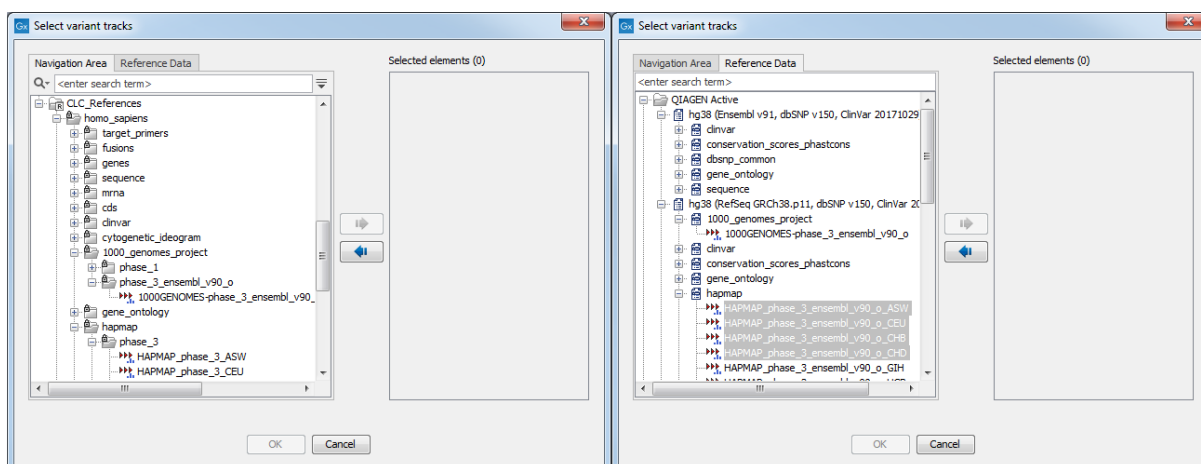 Gx Select variant tracks
Navigation Area Reference Data
Selected elements (0)
<enter search term>
CLC_References
homo_sapiens
target_primers
fusions
genes
sequence
mrna
cds
clinvar
cytogenetic_ideogram
1000_genomes_project
phase_1
phase_3_ensembl_v90_o
1000GENOMES-phase_3_ensembl_v90_
gene_ontology
hapmap
phase_3
HAPMAP_phase_3_ASW
HAPMAP_phase_3_CEU
OK Cancel
Gx Select variant tracks
Navigation Area Reference Data
Selected elements (0)
<enter search term>
QIAGEN Active
hg38 (Ensembl v91, dbSNP v150, ClinVar 20171029
clinvar
conservation_scores_phastcons
dbsnp_common
gene_ontology
sequence
hg38 (RefSeq GRCh38.p11, dbSNP v150, ClinVar 20
1000_genomes_project
1000GENOMES-phase_3_ensembl_v90_o
clinvar
conservation_scores_phastcons
gene_ontology
hapmap
HAPMAP_phase_3_ensembl_v90_o_ASW
HAPMAP_phase_3_ensembl_v90_o_CEU
HAPMAP_phase_3_ensembl_v90_o_CHB
HAPMAP_phase_3_ensembl_v90_o_CHD
HAPMAP_phase_3_ensembl_v90_o_GIH
OK Cancel